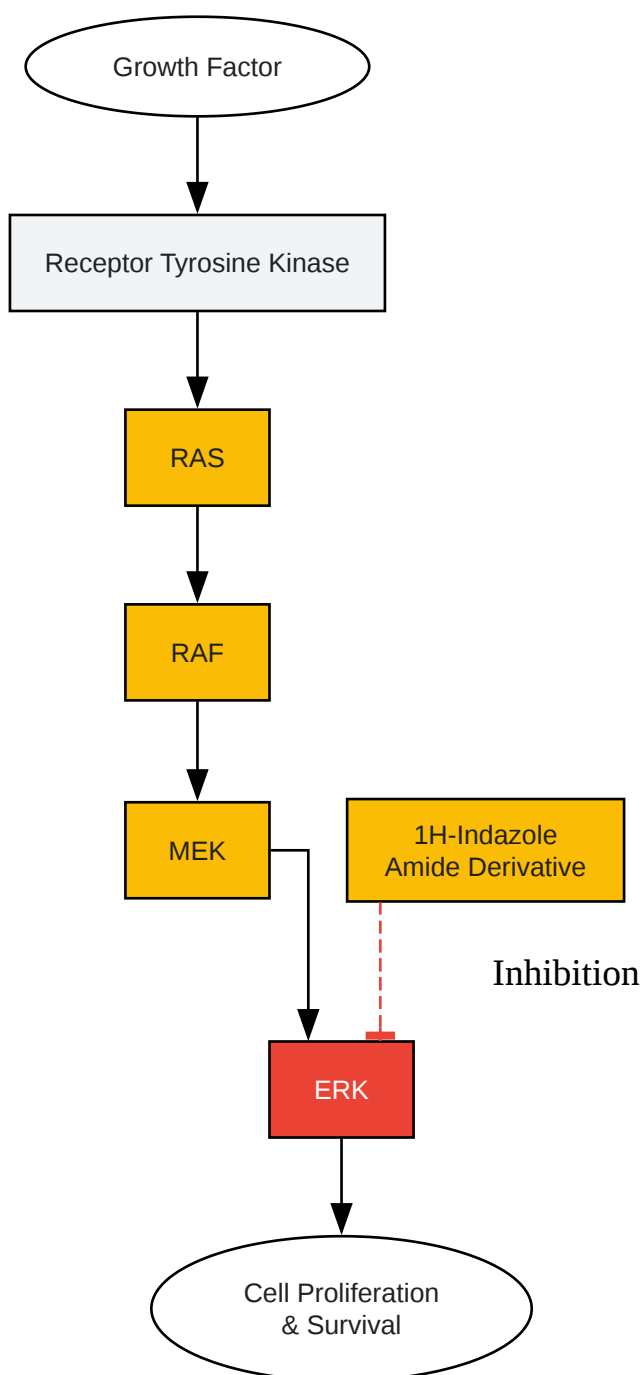 Growth Factor
Receptor Tyrosine Kinase
RAS
RAF
MEK
1H-Indazole
Amide Derivative
Inhibition
ERK
Cell Proliferation
& Survival